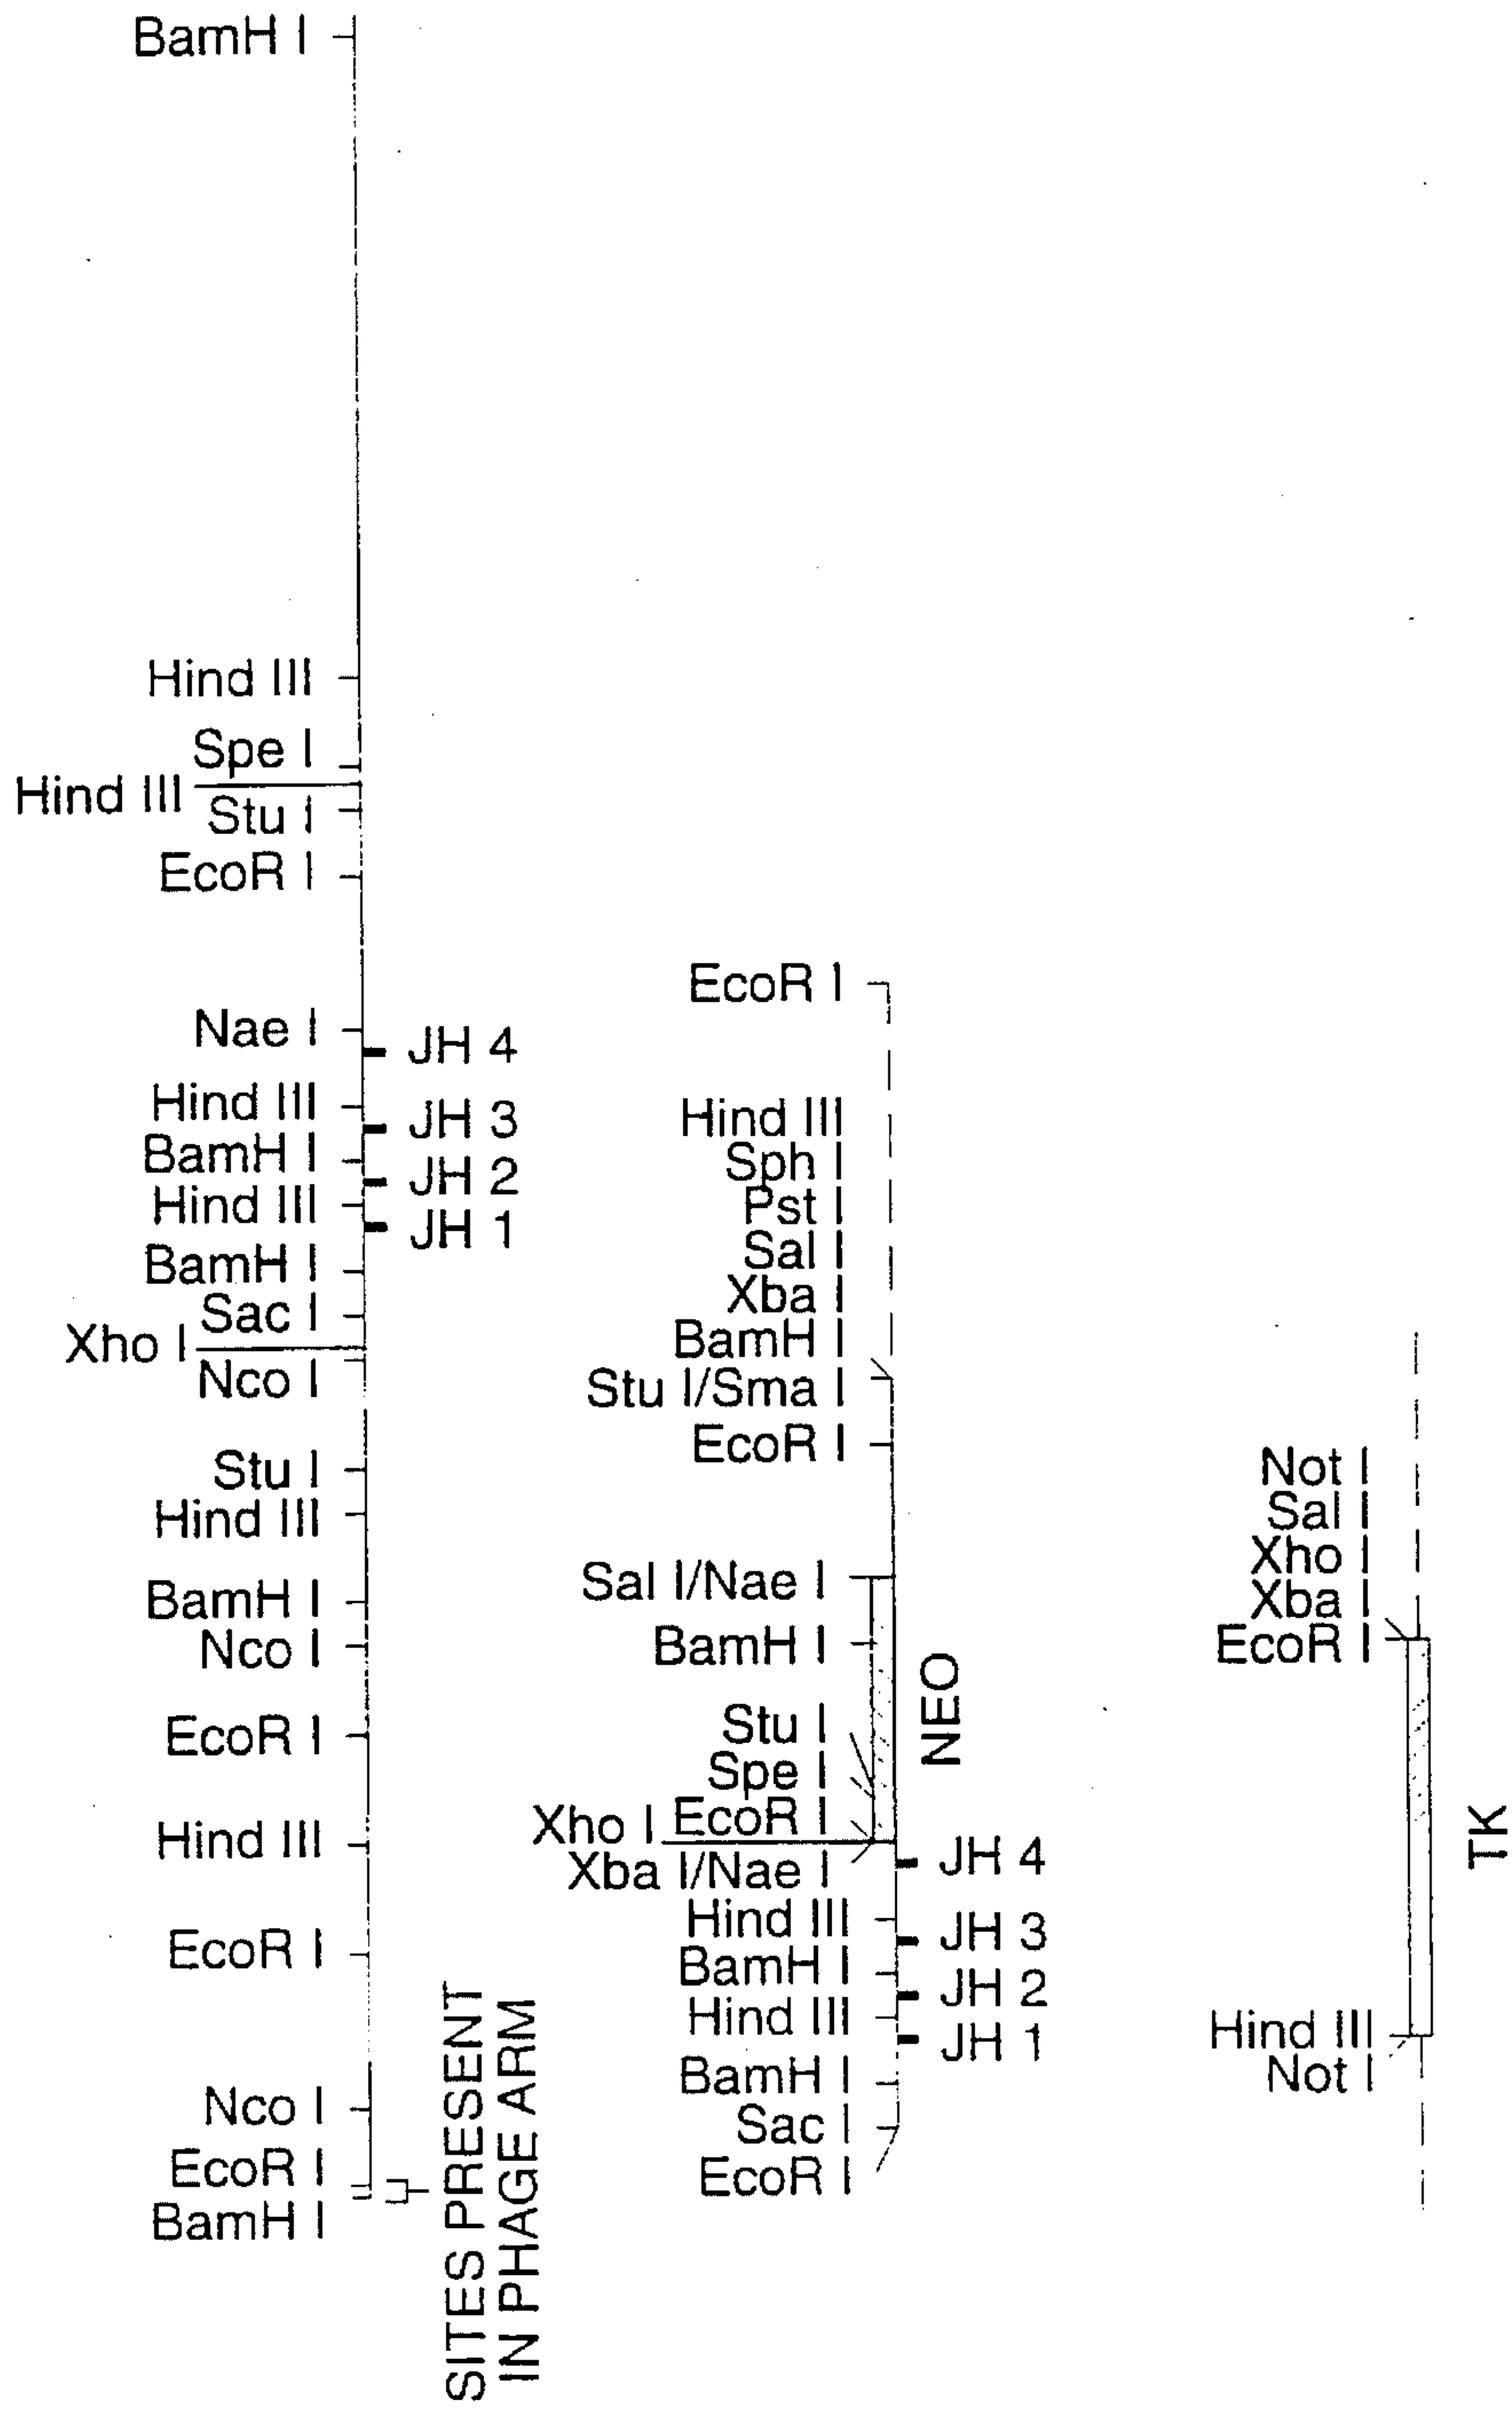 BamH I
Hind III
Spe I
Hind III
Stu I
EcoR I
Nae I
JH 4
Hind III
JH 3
BamH I
JH 2
Hind III
JH 1
BamH I
Sac I
Xho I
Nco I
Stu I
Hind III
BamH I
Nco I
EcoR I
Hind III
EcoR I
Nco I
EcoR I
BamH I
SITES PRESENT
IN PHAGE ARM
EcoR I
Hind III
Sph I
Pst I
Sal I
Xba I
BamH I
Stu I/Sma I
EcoR I
Sal I/Nae I
BamH I
NEO
Stu I
Spe I
EcoR I
Xho I
Xba I/Nae I
JH 4
Hind III
JH 3
BamH I
JH 2
Hind III
JH 1
BamH I
Sac I
EcoR I
Not I
Sal I
Xho I
Xba I
EcoR I
TK
Hind III
Not I